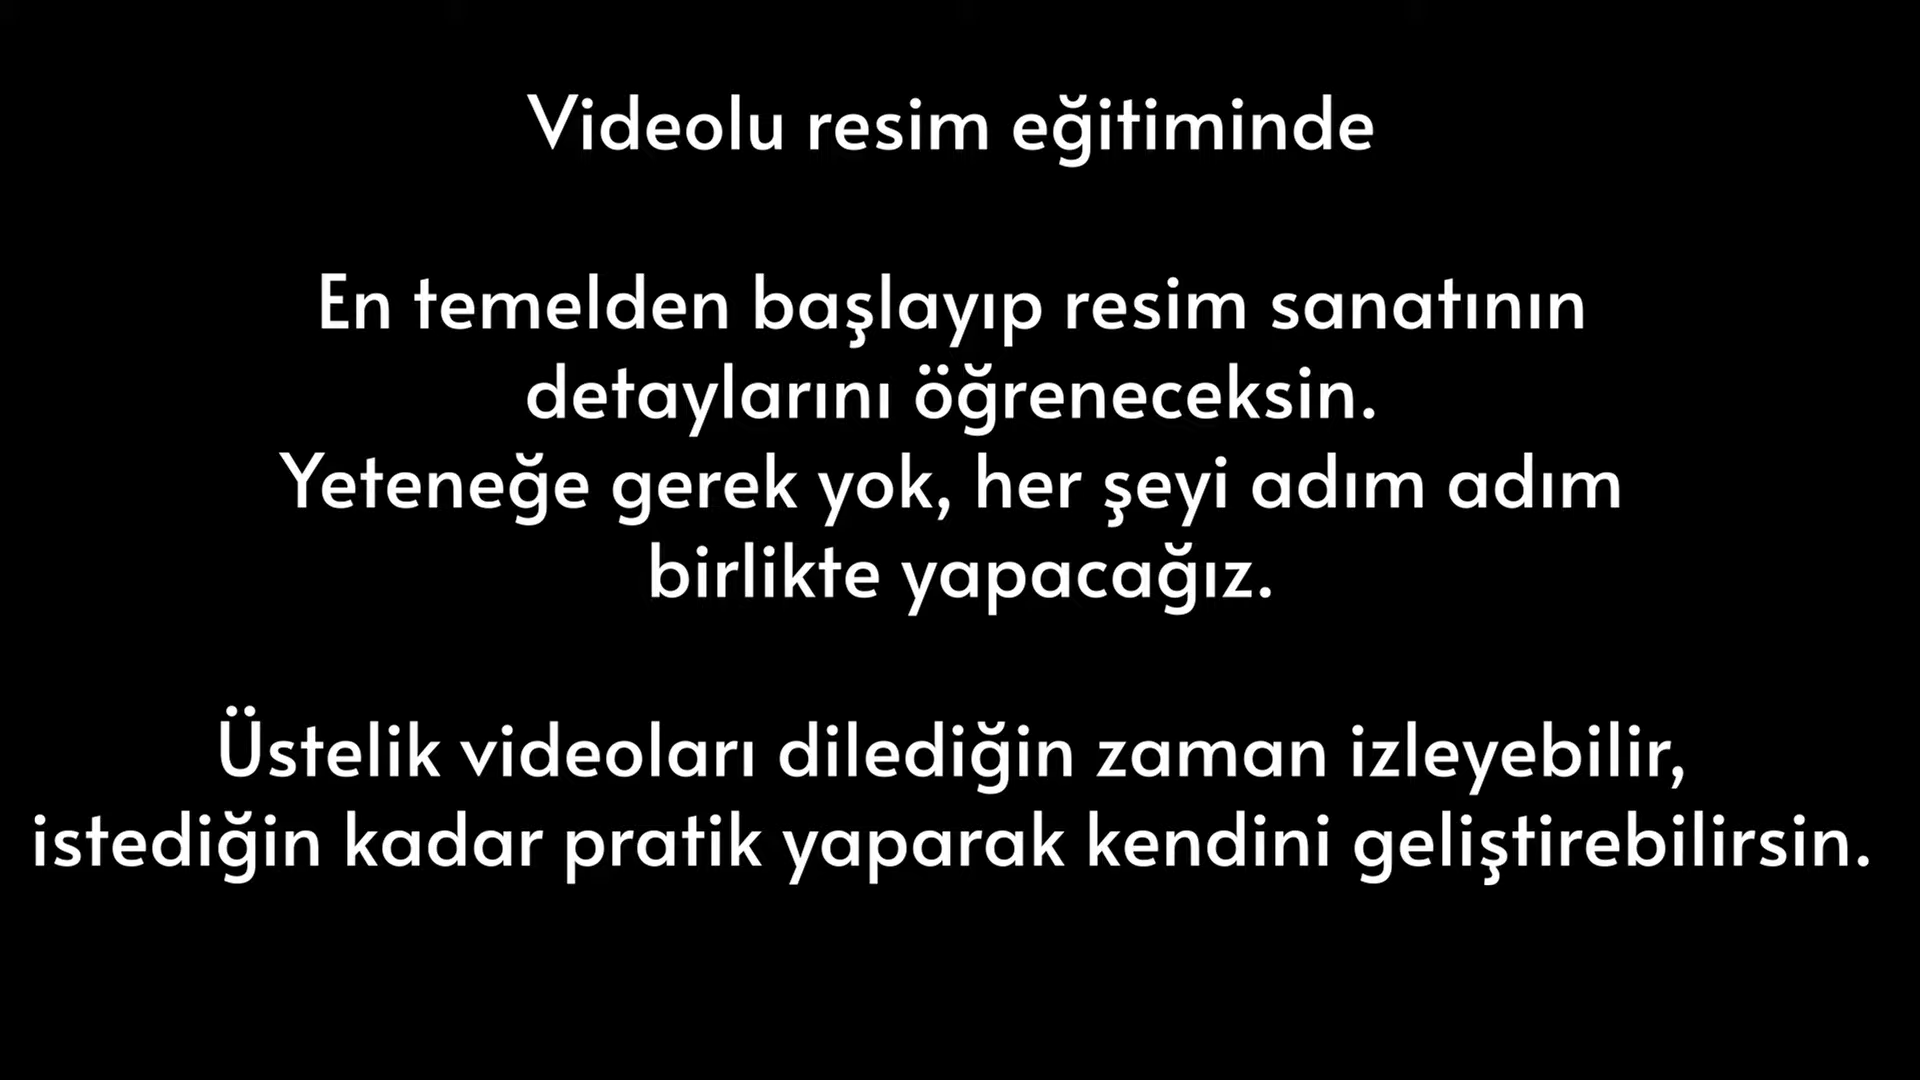 Videolu resim eğitiminde
En temelden başlayıp resim sanatının
detaylarını öğreneceksin.
Yeteneğe gerek yok, her şeyi adım adım
birlikte yapacağız.
Üstelik videoları dilediğin zaman izleyebilir,
istediğin kadar pratik yaparak kendini geliştirebilirsin.